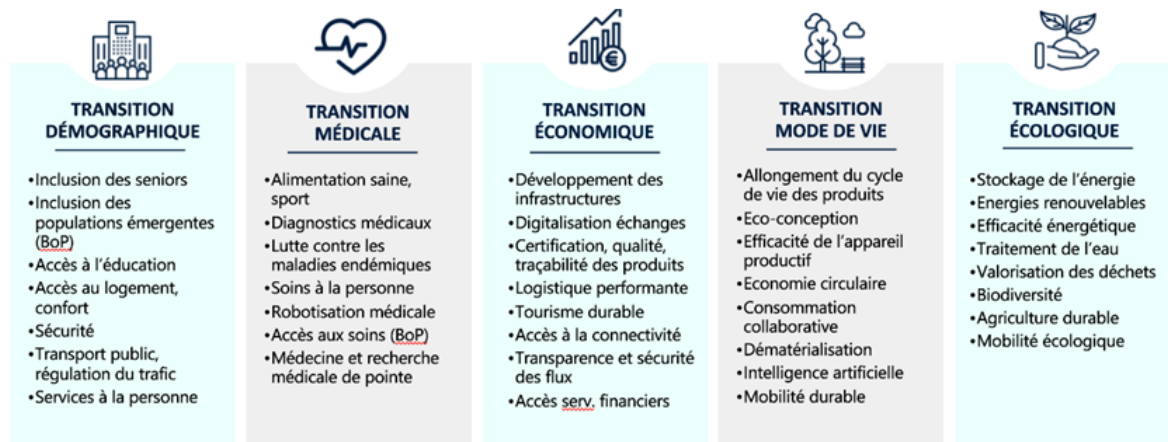 TRANSITION
DÉMOGRAPHIQUE
•Inclusion des seniors
•Inclusion des
populations émergentes
(BoP)
•Accès à l'éducation
•Accès au logement,
confort
•Sécurité
•Transport public,
régulation du trafic
•Services à la personne
TRANSITION
MÉDICALE
•Alimentation saine,
sport
•Diagnostics médicaux
•Lutte contre les
maladies endémiques
•Soins à la personne
•Robotisation médicale
•Accès aux soins (BoP)
•Médecine et recherche
médicale de pointe
€
TRANSITION
ÉCONOMIQUE
•Développement des
infrastructures
•Digitalisation échanges
•Certification, qualité,
traçabilité des produits
•Logistique performante
•Tourisme durable
•Accès à la connectivité
•Transparence et sécurité
des flux
•Accès serv. financiers
TRANSITION
MODE DE VIE
•Allongement du cycle
de vie des produits
•Eco-conception
•Efficacité de l'appareil
productif
•Economie circulaire
•Consommation
collaborative
•Dématérialisation
•Intelligence artificielle
•Mobilité durable
TRANSITION
ÉCOLOGIQUE
•Stockage de l'énergie
•Energies renouvelables
•Efficacité énergétique
•Traitement de l'eau
•Valorisation des déchets
•Biodiversité
•Agriculture durable
•Mobilité écologique